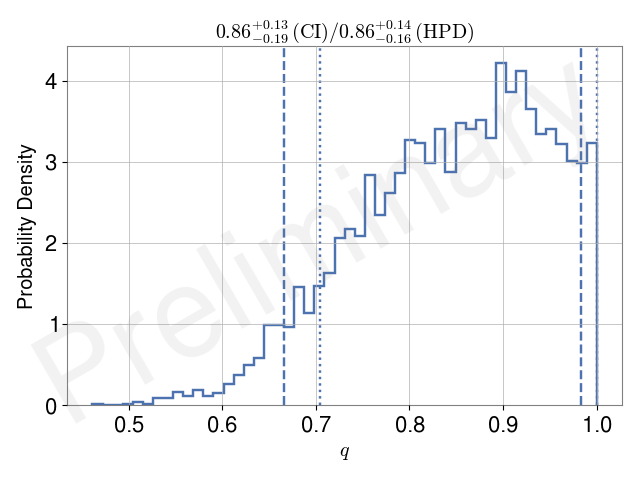 0.86^{+0.13}_{-0.19} (CI)/0.86^{+0.14}_{-0.16} (HPD)
Probability Density
4
3
2
1
0
Preliminary
0.5 0.6 0.7 0.8 0.9 1.0
q